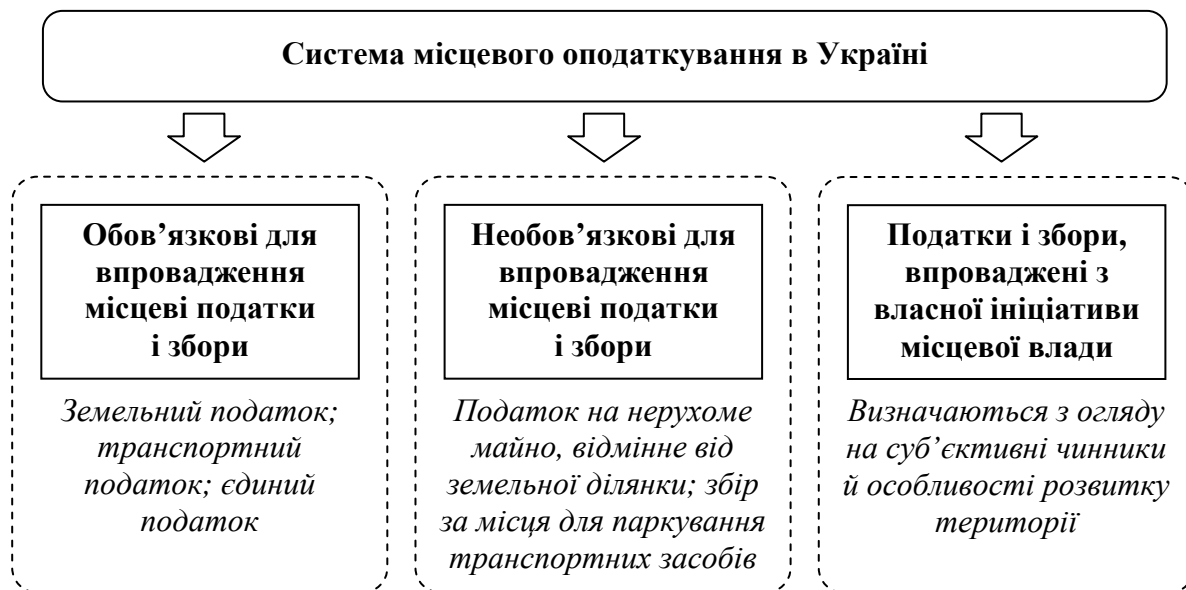 Система місцевого оподаткування в Україні
Обов’язкові для
впровадження
місцеві податки
і збори
Земельний податок;
транспортний
податок; єдиний
податок
Необов’язкові для
впровадження
місцеві податки
і збори
Податок на нерухоме
майно, відмінне від
земельної ділянки; збір
за місця для паркування
транспортних засобів
Податки і збори,
впроваджені з
власної ініціативи
місцевої влади
Визначаються з огляду
на суб’єктивні чинники
й особливості розвитку
території